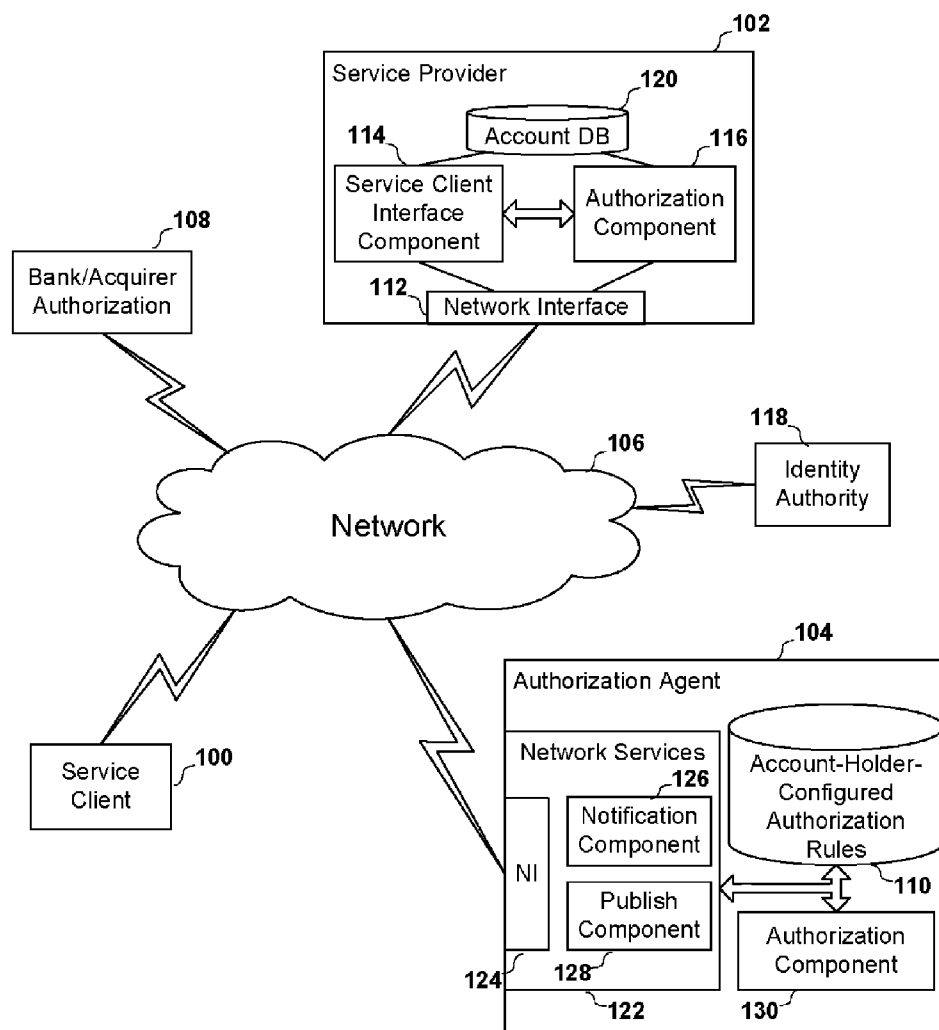 102
Service Provider
120
Account DB
114
116
Service Client
Interface
Component
Authorization
Component
108
Bank/Acquirer
Authorization
112
Network Interface
118
Identity
Authority
106
Network
104
Authorization Agent
Service
Client
100
Network Services
126
Notification
Component
Account-Holder-
Configured
Authorization
Rules
NI
110
Publish
Component
Authorization
Component
124
128
122
130